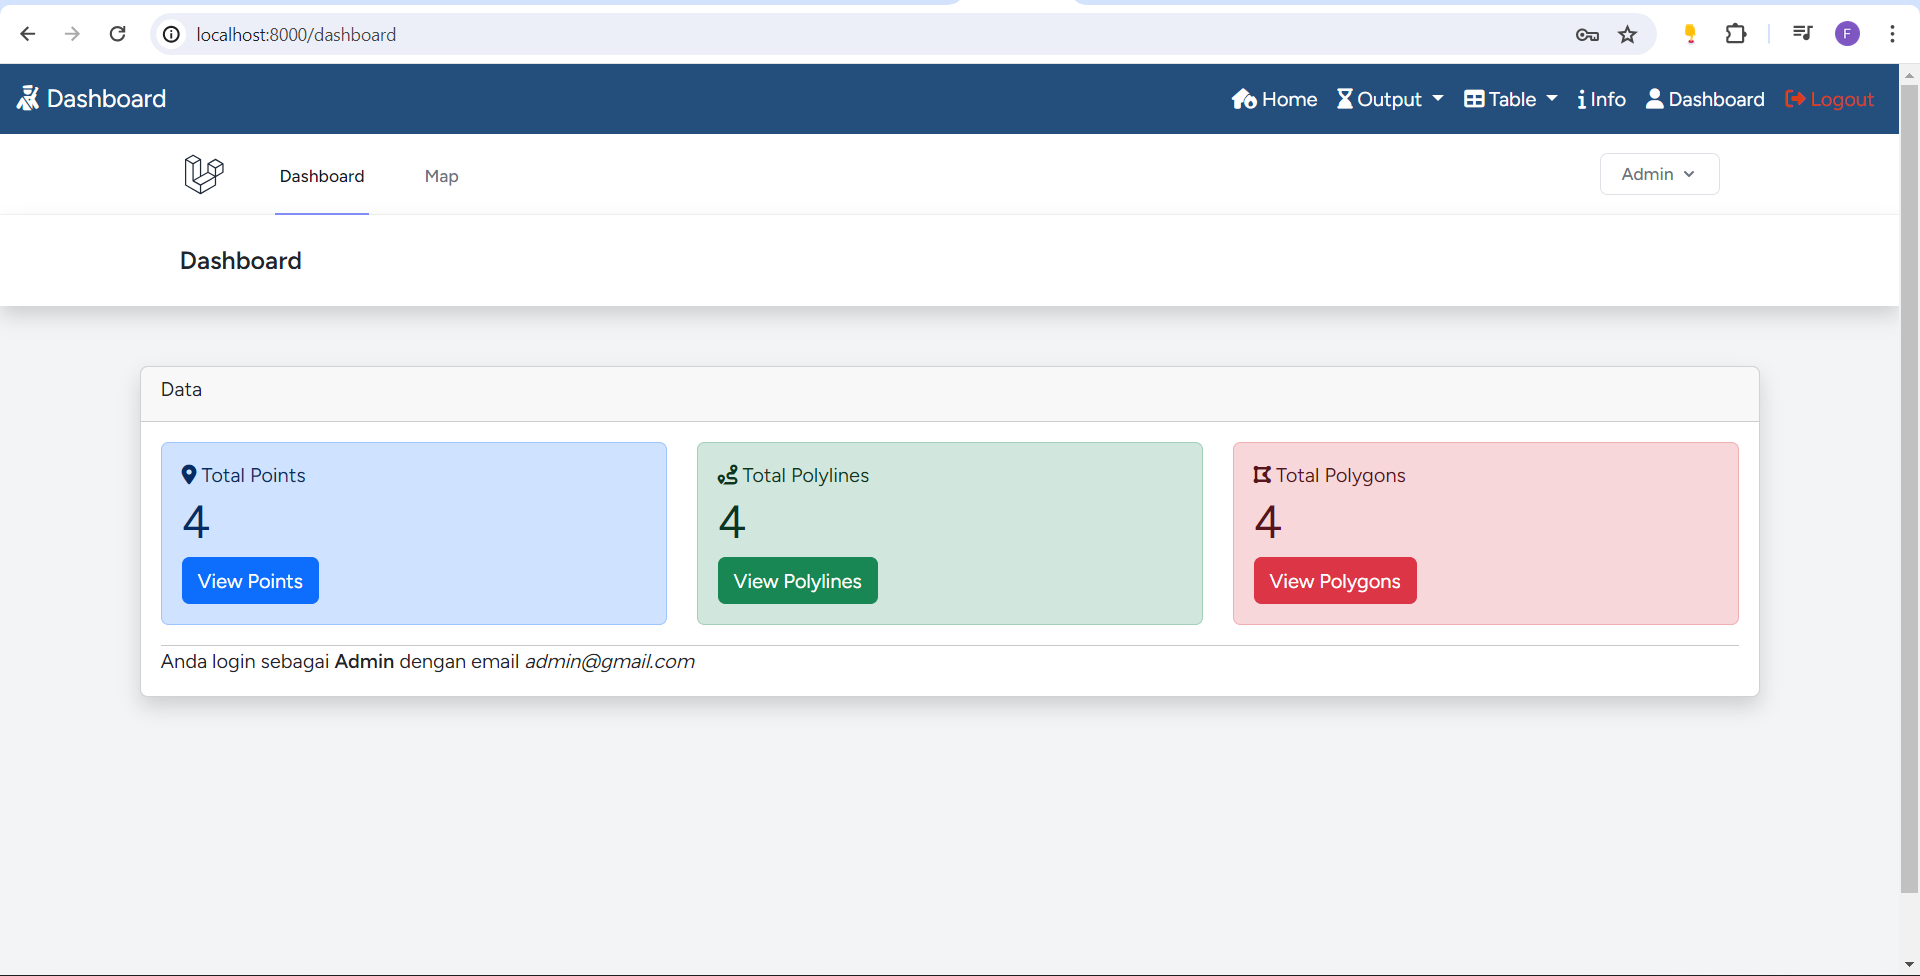 localhost:8000/dashboard
F
Dashboard
Home Output Table Info Dashboard Logout
Dashboard Map
Admin
Dashboard
Data
Total Points
4
View Points
Total Polylines
4
View Polylines
Total Polygons
4
View Polygons
Anda login sebagai Admin dengan email admin@gmail.com